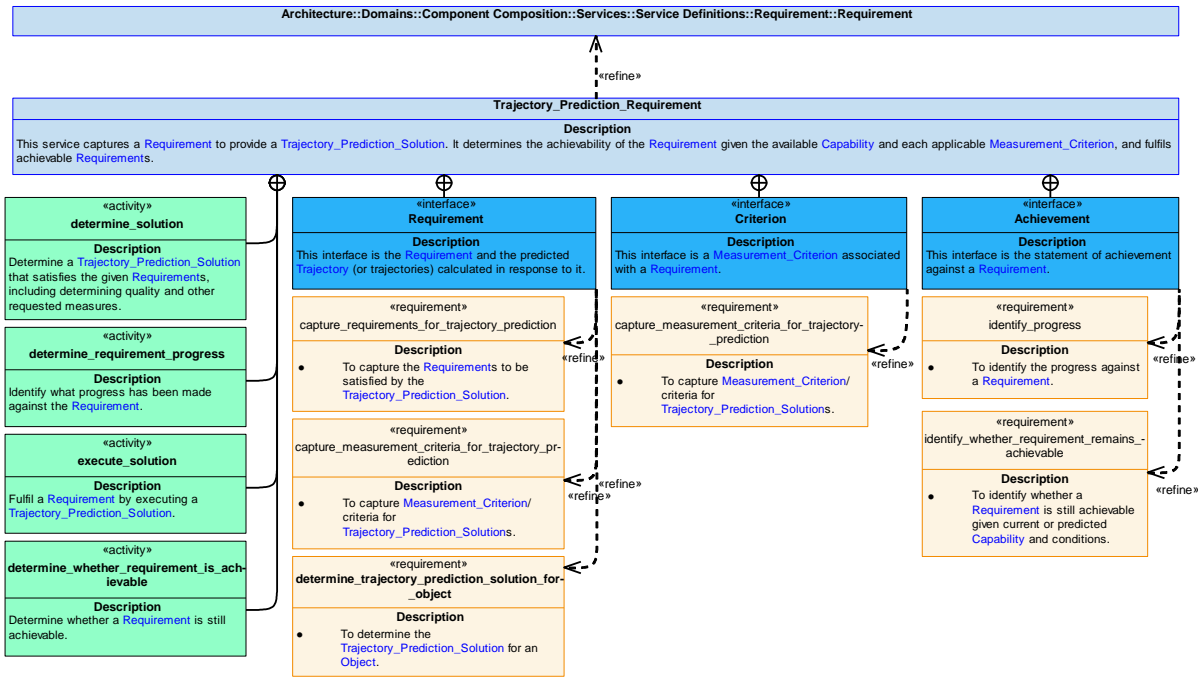 Architecture::Domains::Component Composition::Services::Service Definitions::Requirement::Requirement
«refine»
Trajectory_Prediction_Requirement
Description
This service captures a Requirement to provide a Trajectory_Prediction_Solution. It determines the achievability of the Requirement given the available Capability and each applicable Measurement_Criterion, and fulfils
achievable Requirements.
«activity»
determine_solution
Description
Determine a Trajectory_Prediction_Solution
that satisfies the given Requirements,
including determining quality and other
requested measures.
«activity»
determine_requirement_progress
Description
Identify what progress has been made
against the Requirement.
«activity»
execute_solution
Description
Fulfil a Requirement by executing a
Trajectory_Prediction_Solution.
«activity»
determine_whether_requirement_is_ach-
ievable
Description
Determine whether a Requirement is still
achievable.
«interface»
Requirement
Description
This interface is the Requirement and the predicted
Trajectory (or trajectories) calculated in response to it.
«requirement»
capture_requirements_for_trajectory_prediction
Description
• To capture the Requirements to be
satisfied by the
Trajectory_Prediction_Solution.
«refine»
«requirement»
capture_measurement_criteria_for_trajectory_pr-
ediction
Description
• To capture Measurement_Criterion/
criteria for
Trajectory_Prediction_Solutions.
«refine»
«refine»
«requirement»
determine_trajectory_prediction_solution_for-
_object
Description
• To determine the
Trajectory_Prediction_Solution for an
Object.
«interface»
Criterion
Description
This interface is a Measurement_Criterion associated
with a Requirement.
«requirement»
capture_measurement_criteria_for_trajectory-
_prediction
Description
• To capture Measurement_Criterion/
criteria for
Trajectory_Prediction_Solutions.
«refine»
«interface»
Achievement
Description
This interface is the statement of achievement
against a Requirement.
«requirement»
identify_progress
Description
• To identify the progress against
a Requirement.
«refine»
«requirement»
identify_whether_requirement_remains_-
achievable
Description
• To identify whether a
Requirement is still achievable
given current or predicted
Capability and conditions.
«refine»